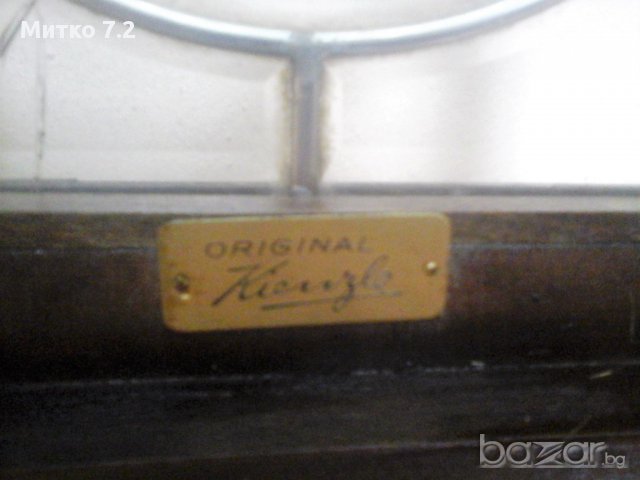 Митко 7.2
ORIGINAL
Kienzle
bazar.bg